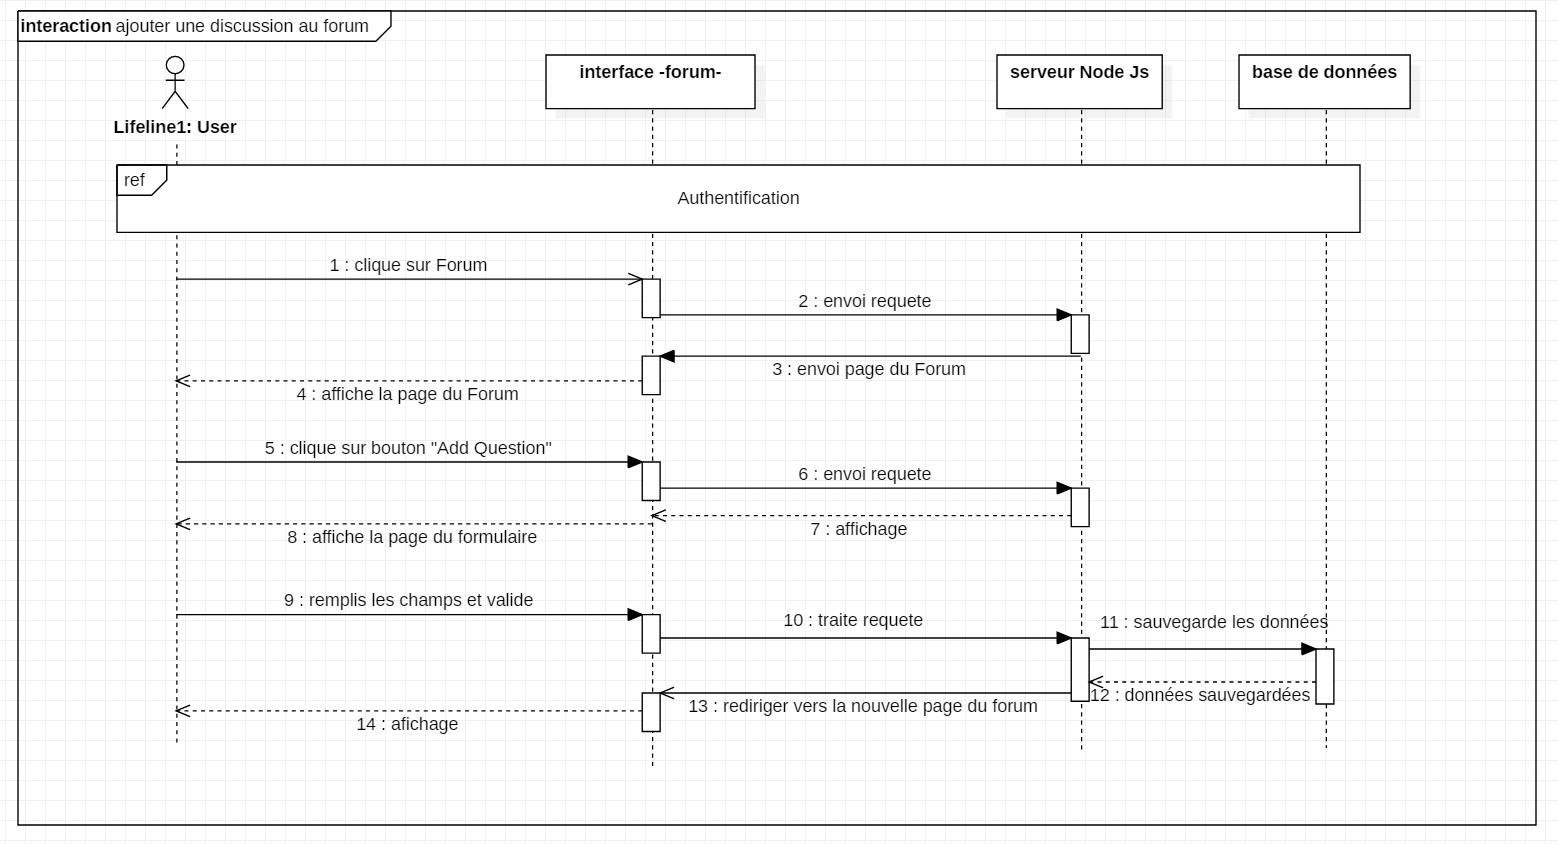 interaction ajouter une discussion au forum
interface -forum-
serveur Node Js
base de données
Lifeline1: User
ref
Authentification
1 : clique sur Forum
2 : envoi requete
3 : envoi page du Forum
4 : affiche la page du Forum
5 : clique sur bouton "Add Question"
6 : envoi requete
7 : affichage
8 : affiche la page du formulaire
9 : remplis les champs et valide
10 : traite requete
11 : sauvegarde les données
12 : données sauvegardées
13 : rediriger vers la nouvelle page du forum
14 : afichage